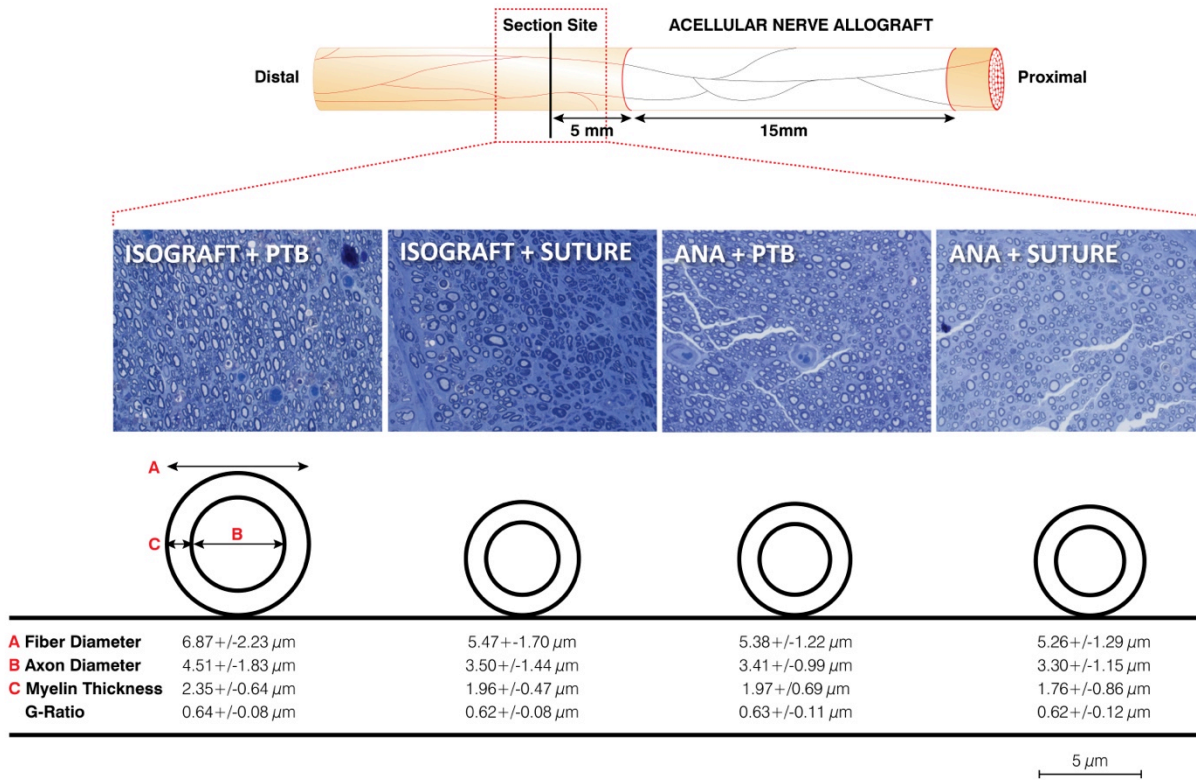 Section Site
ACELLULAR NERVE ALLOGRAFT
Distal
Proximal
5 mm
15mm
ISOGRAFT + PTB
ISOGRAFT + SUTURE
ANA + PTB
ANA + SUTURE
A
B
C
A Fiber Diameter 6.87+/-2.23 µm 5.47+-1.70 µm 5.38+/-1.22 µm 5.26+/-1.29 µm
B Axon Diameter 4.51+/-1.83 µm 3.50+/-1.44 µm 3.41+/-0.99 µm 3.30+/-1.15 µm
C Myelin Thickness 2.35+/-0.64 µm 1.96+/-0.47 µm 1.97+/0.69 µm 1.76+/-0.86 µm
G-Ratio 0.64+/-0.08 µm 0.62+/-0.08 µm 0.63+/-0.11 µm 0.62+/-0.12 µm
5 µm